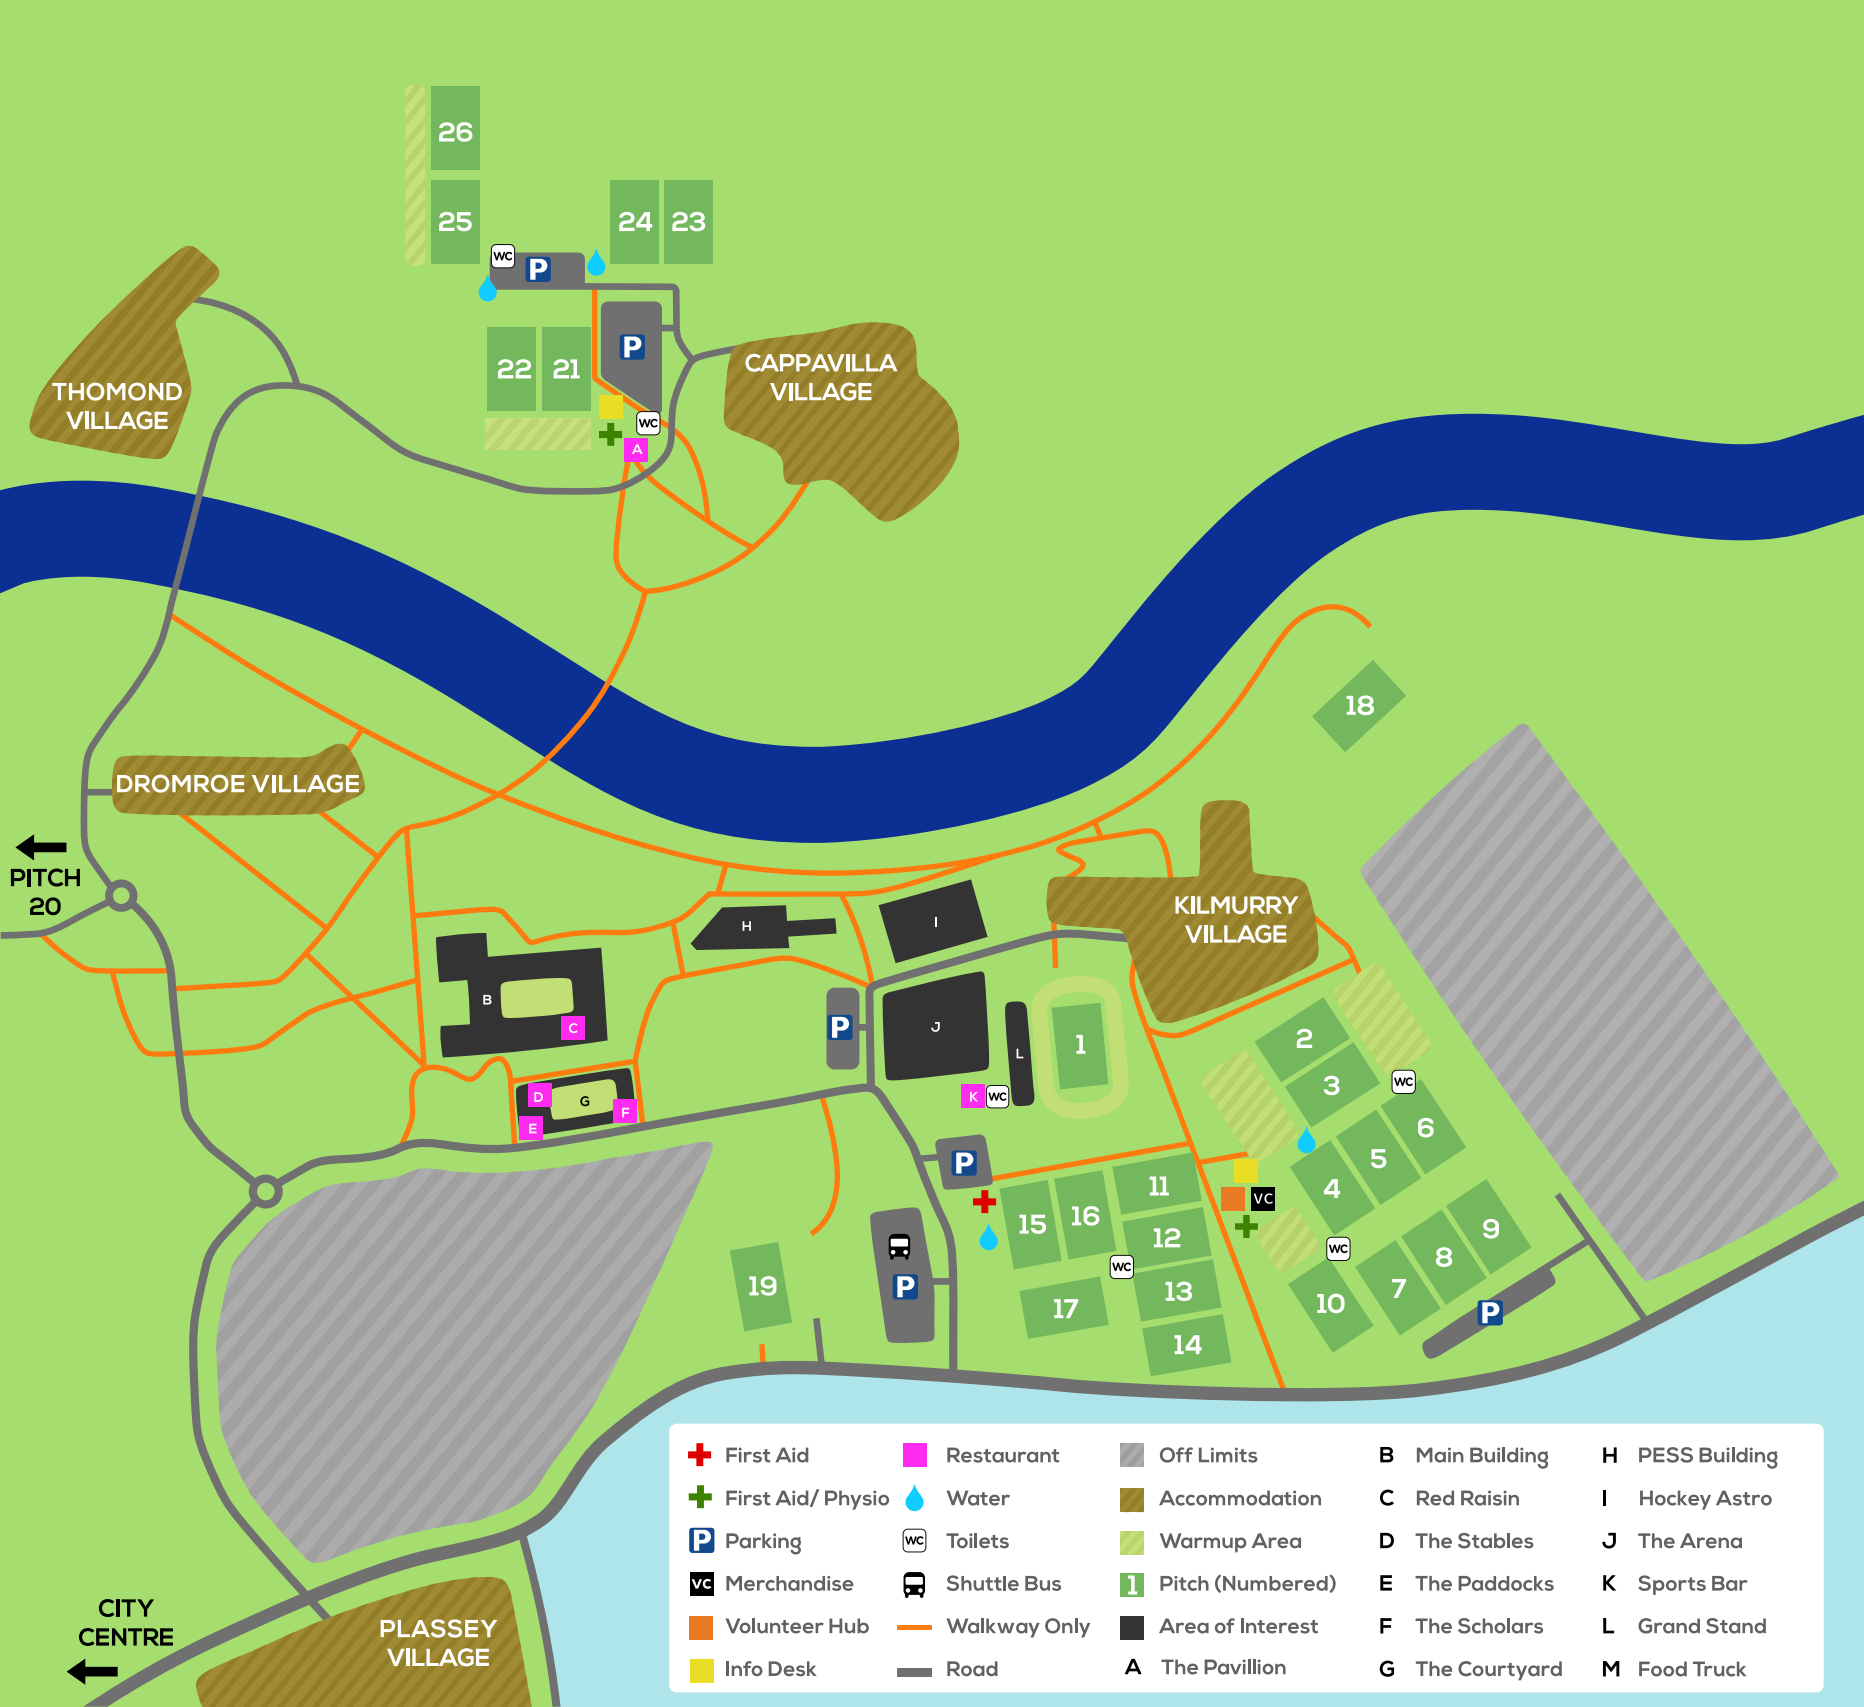 26
25
24
23
WC
P
P
22
21
WC
A
THOMOND
VILLAGE
CAPPAVILLA
VILLAGE
18
DROMROE VILLAGE
PITCH
20
KILMURRY
VILLAGE
H
I
B
C
P
J
L
1
K
WC
D
G
F
E
2
3
WC
6
5
4
P
15
16
11
12
WC
13
14
17
VC
WC
9
8
7
10
P
19
P
CITY
CENTRE
PLASSEY
VILLAGE
First Aid
First Aid/ Physio
P Parking
VC Merchandise
Volunteer Hub
Info Desk
Restaurant
Water
WC Toilets
Shuttle Bus
Walkway Only
Road
Off Limits
Accommodation
Warmup Area
1 Pitch (Numbered)
Area of Interest
A The Pavillion
B Main Building
C Red Raisin
D The Stables
E The Paddocks
F The Scholars
G The Courtyard
H PESS Building
I Hockey Astro
J The Arena
K Sports Bar
L Grand Stand
M Food Truck